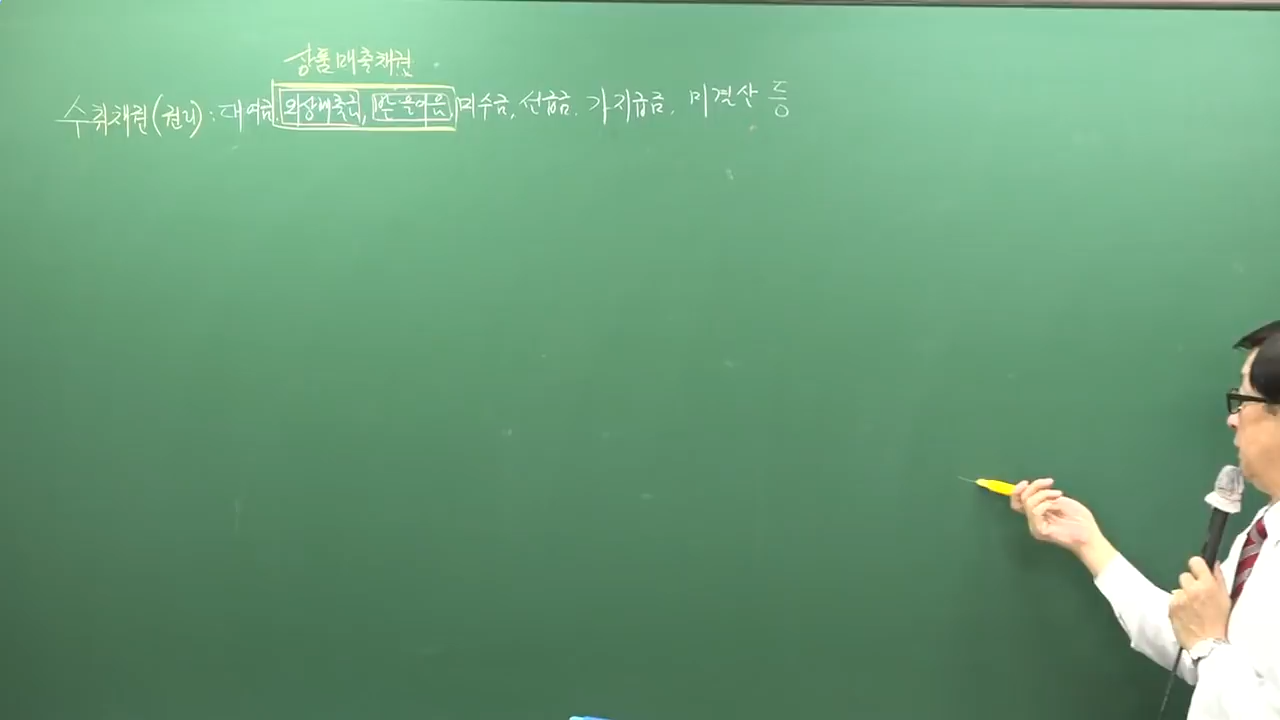 상품매출채권
수취채권(권리): 대여금, 외상매출금, 받을어음, 미수금, 선급금, 가지급금, 미결산 등